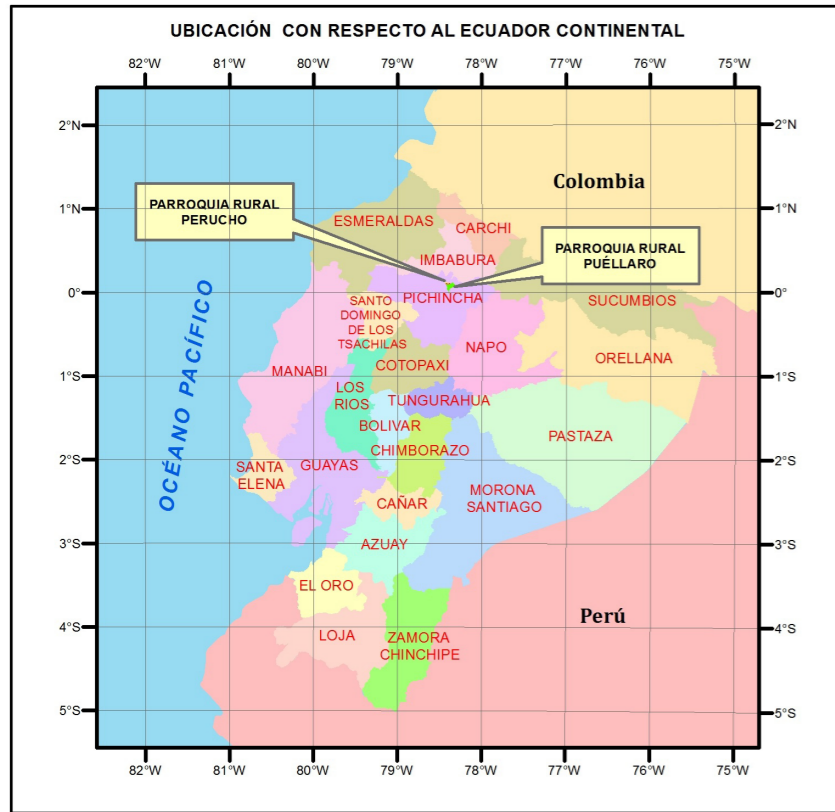 UBICACIÓN CON RESPECTO AL ECUADOR CONTINENTAL
82°W 81°W 80°W 79°W 78°W 77°W 76°W 75°W
2°N 2°N
Colombia
PARROQUIA RURAL
PERUCHO
1°N 1°N
ESMERALDAS
CARCHI
PARROQUIA RURAL
PUÉLLARO
IMBABURA
0° 0°
PICHINCHA
SANTO
DOMINGO
DE LOS
TSACHILAS
SUCUMBIOS
OCÉANO PACÍFICO
NAPO
ORELLANA
COTOPAXI
MANABI
1°S 1°S
LOS
RIOS
TUNGURAHUA
BOLIVAR
PASTAZA
CHIMBORAZO
2°S 2°S
SANTA
ELENA
GUAYAS
MORONA
SANTIAGO
CAÑAR
3°S 3°S
AZUAY
EL ORO
Perú
4°S 4°S
LOJA
ZAMORA
CHINCHIPE
5°S 5°S
82°W 81°W 80°W 79°W 78°W 77°W 76°W 75°W